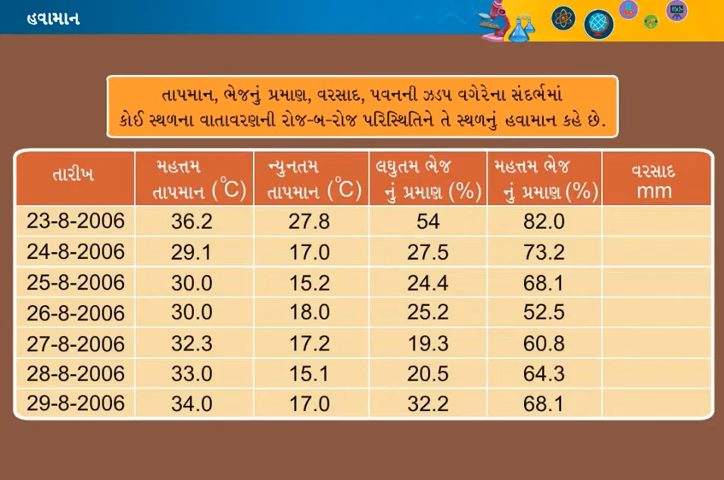 હવામાન
તાપમાન, ભેજનું પ્રમાણ, વરસાદ, પવનની ઝડપ વગેરેના સંદર્ભમાં
કોઈ સ્થળના વાતાવરણની રોજ-બ-રોજ પરિસ્થિતિને તે સ્થળનું હવામાન કહે છે.
તારીખ મહત્તમ તાપમાન (°C) ન્યુનતમ તાપમાન (°C) લઘુતમ ભેજ નું પ્રમાણ (%) મહત્તમ ભેજ નું પ્રમાણ (%) વરસાદ mm
23-8-2006 36.2 27.8 54 82.0
24-8-2006 29.1 17.0 27.5 73.2
25-8-2006 30.0 15.2 24.4 68.1
26-8-2006 30.0 18.0 25.2 52.5
27-8-2006 32.3 17.2 19.3 60.8
28-8-2006 33.0 15.1 20.5 64.3
29-8-2006 34.0 17.0 32.2 68.1